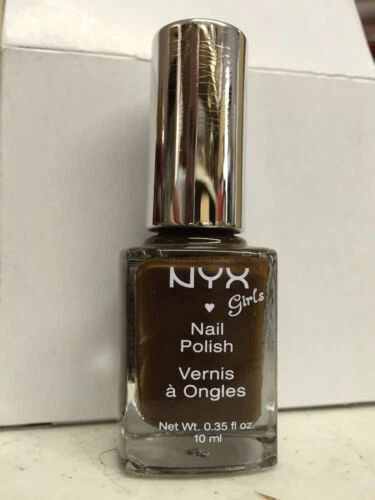 NYX
Girls
Nail
Polish
Vernis
à Ongles
Net Wt. 0.35 fl oz.
10 ml